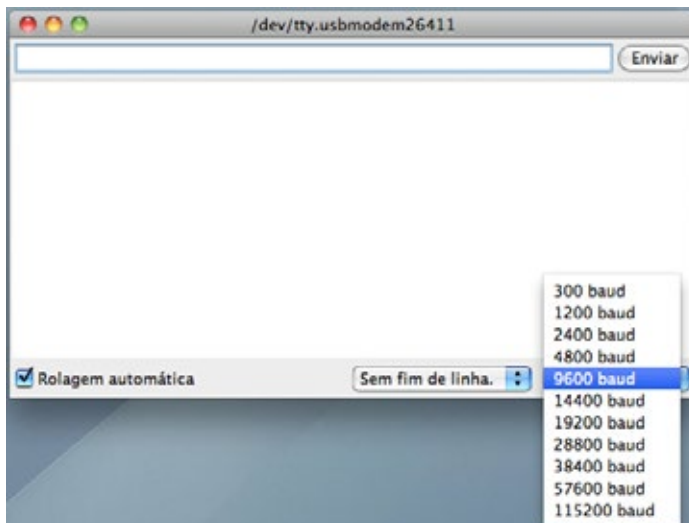 /dev/tty.usbmodem26411
Enviar
300 baud
1200 baud
2400 baud
4800 baud
Rolagem automática Sem fim de linha. 9600 baud
14400 baud
19200 baud
28800 baud
38400 baud
57600 baud
115200 baud